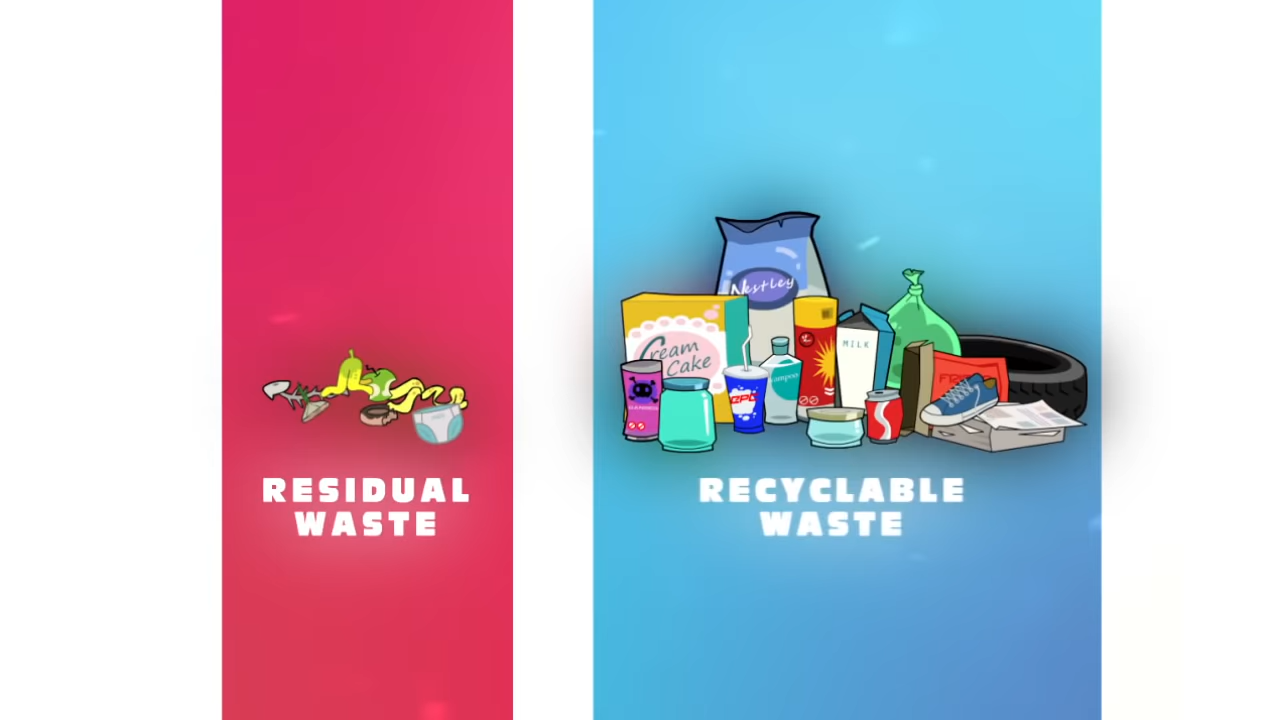 RESIDUAL
WASTE
Nestley
Cream
Cake
MILK
RECYCLABLE
WASTE